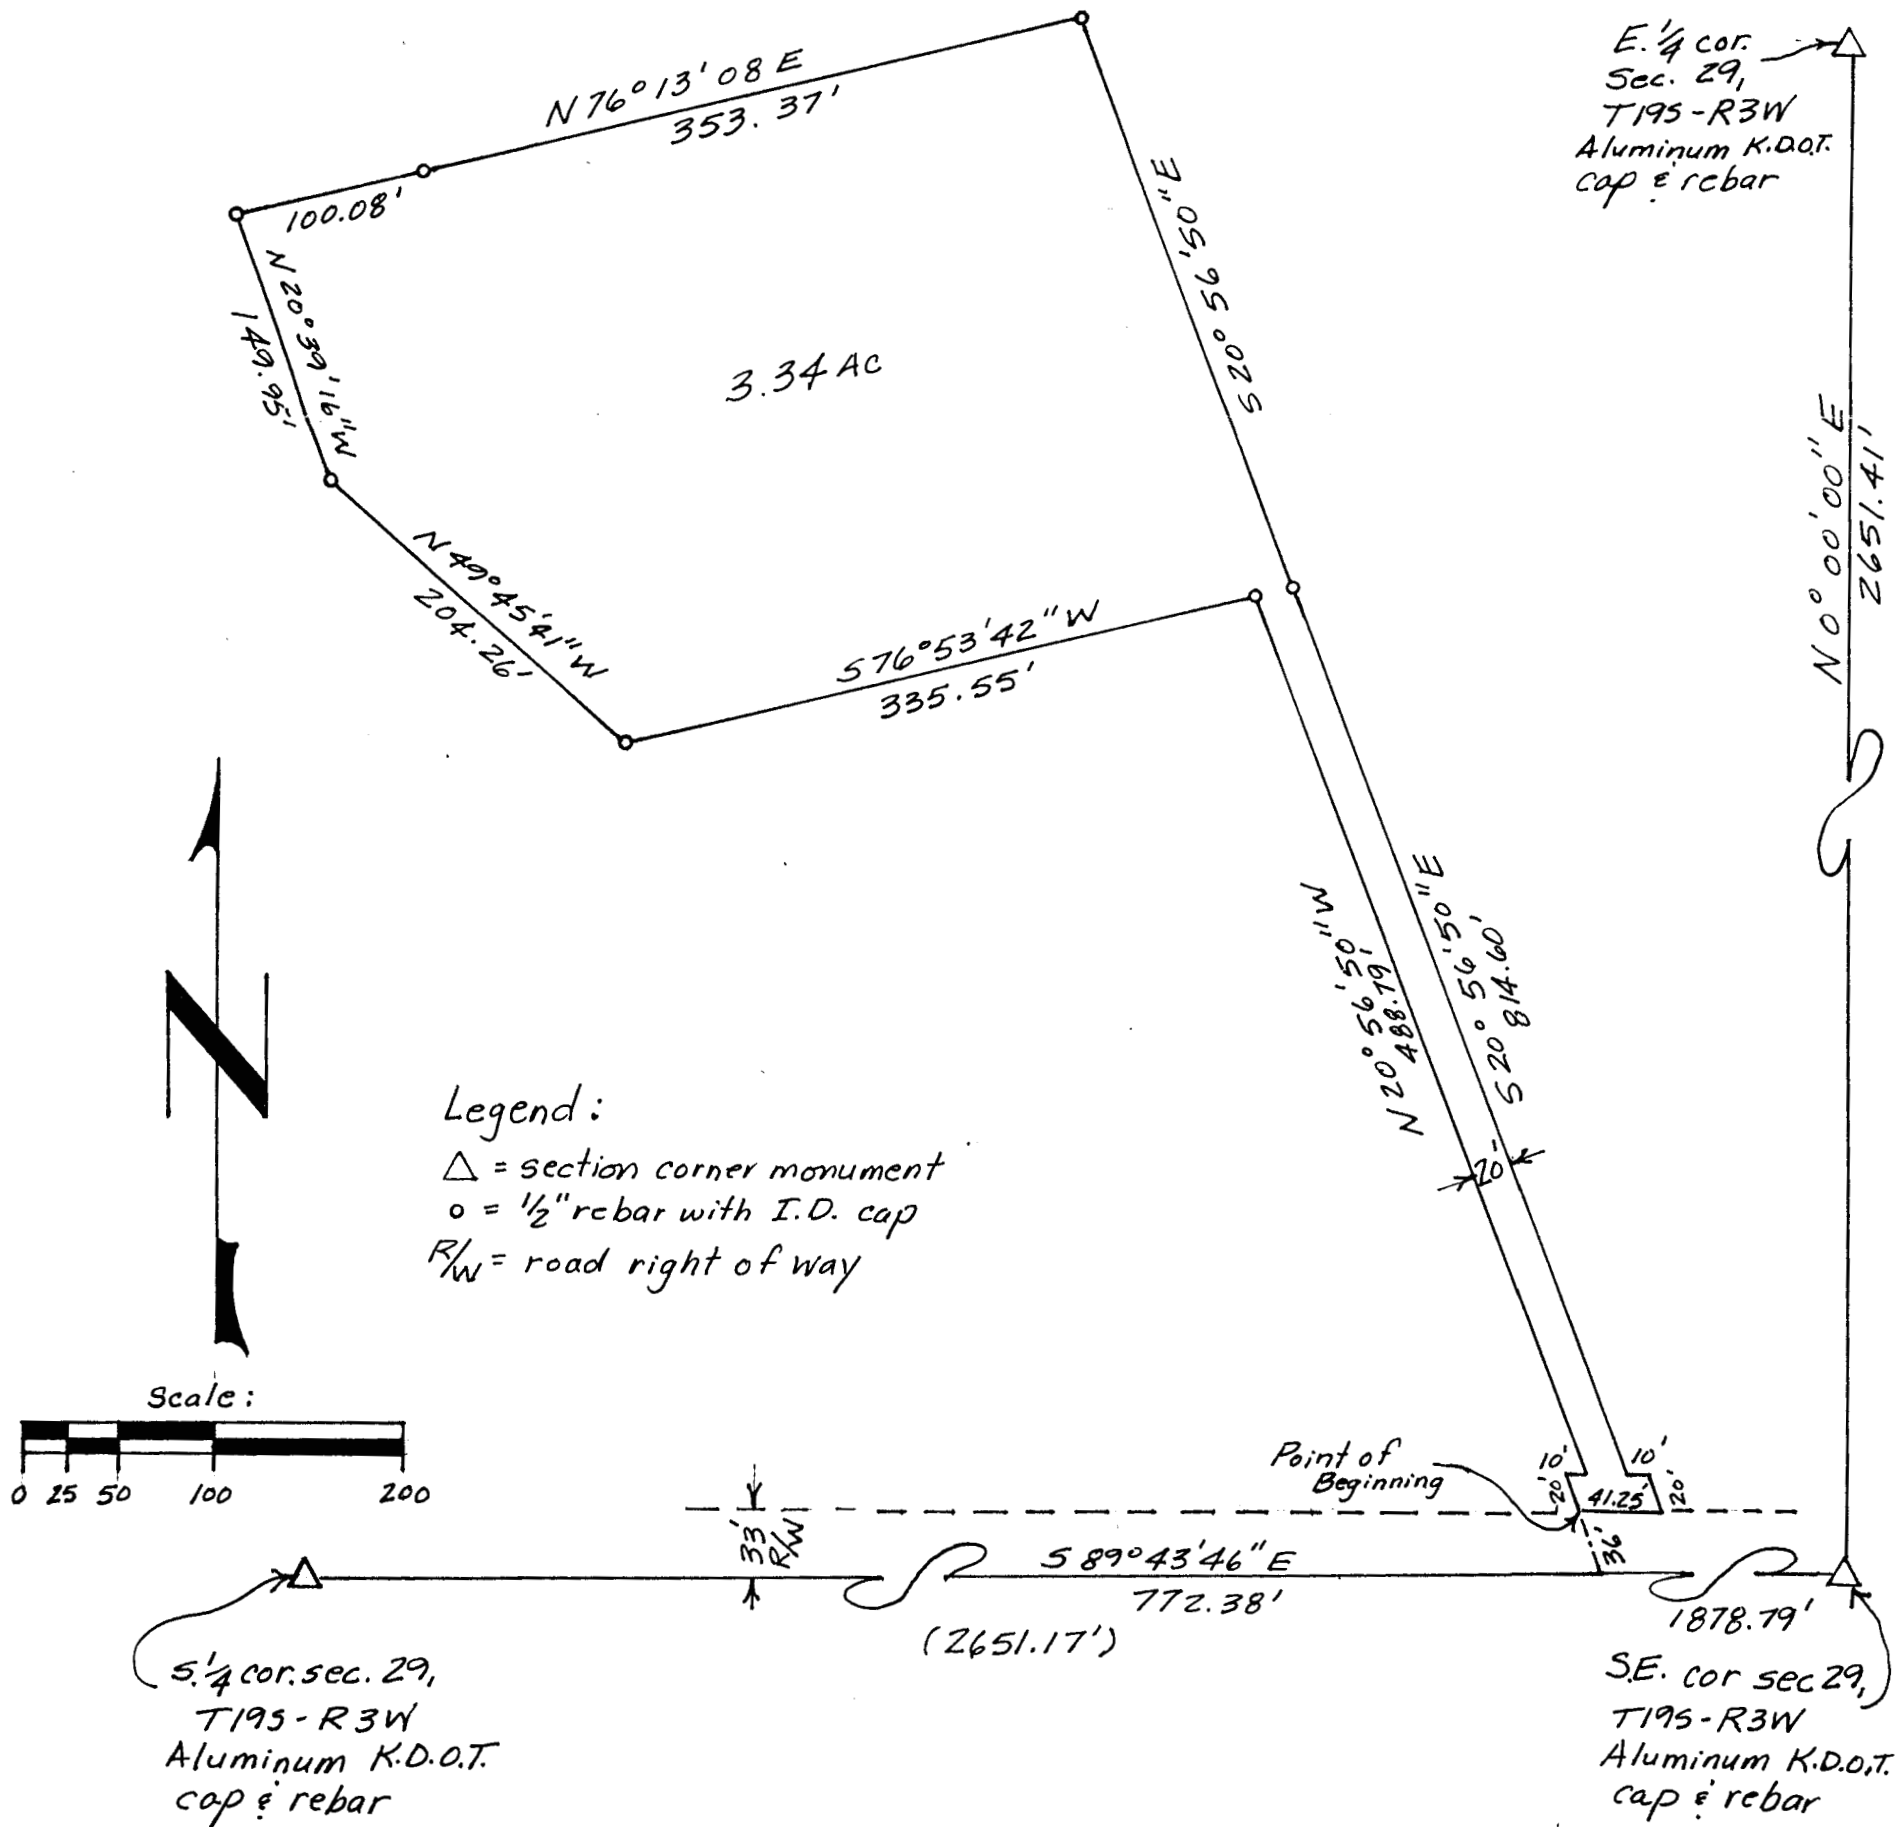 N 76° 13' 08 E
353.37'
100.08'
N 20° 39' 16" W
149.95'
3.34 Ac
S 20° 56' 50" E
E. 1/4 cor.
Sec. 29,
T19S-R3W
Aluminum K.D.O.T.
cap & rebar
N 0° 00' 00" E
2651.41'
N 49° 45' 41" W
204.26'
S 76° 53' 42" W
335.55'
N 20° 56' 50" W
488.79'
S 20° 56' 50" E
814.60'
20'
N
Legend:
△ = section corner monument
o = 1/2" rebar with I.D. cap
R/W = road right of way
Scale:
0 25 50 100 200
Point of
Beginning
10'
10'
20'
41.25'
20'
36'
33'
R/W
S 89° 43' 46" E
772.38'
(2651.17')
1878.79'
S. 1/4 cor. sec. 29,
T19S-R3W
Aluminum K.D.O.T.
cap & rebar
S.E. cor sec 29,
T19S-R3W
Aluminum K.D.O.T.
cap & rebar